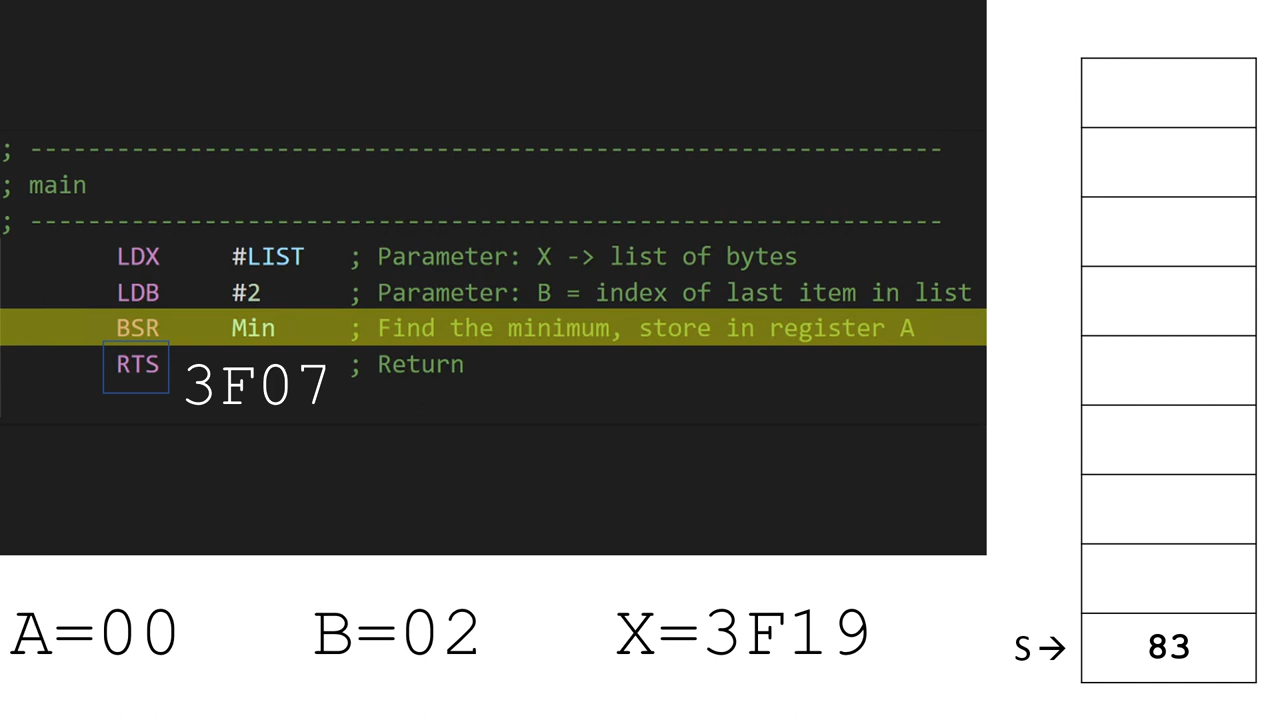 ; ---------------------------------------------------------------
; main
; ---------------------------------------------------------------
LDX #LIST ; Parameter: X -> list of bytes
LDB #2 ; Parameter: B = index of last item in list
BSR Min ; Find the minimum, store in register A
RTS 3F07 ; Return
A=00 B=02 X=3F19
S→ 83